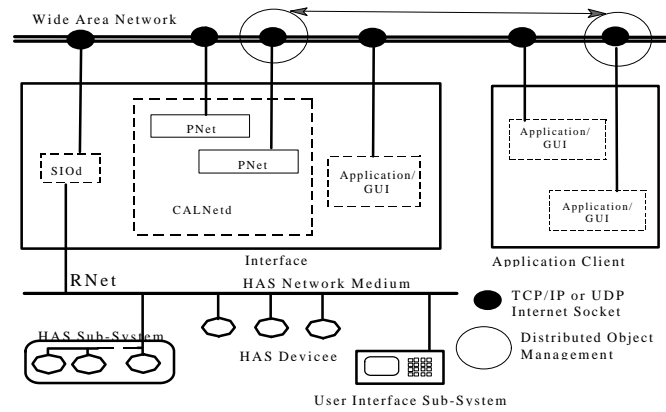 Wide Area Network
PNet
PNet
SIOd
CALNetd
Application/
GUI
Application/
GUI
Application/
GUI
Interface
Application Client
RNet
HAS Network Medium
TCP/IP or UDP
Internet Socket
HAS Sub-System
HAS Devicee
Distributed Object
Management
User Interface Sub-System